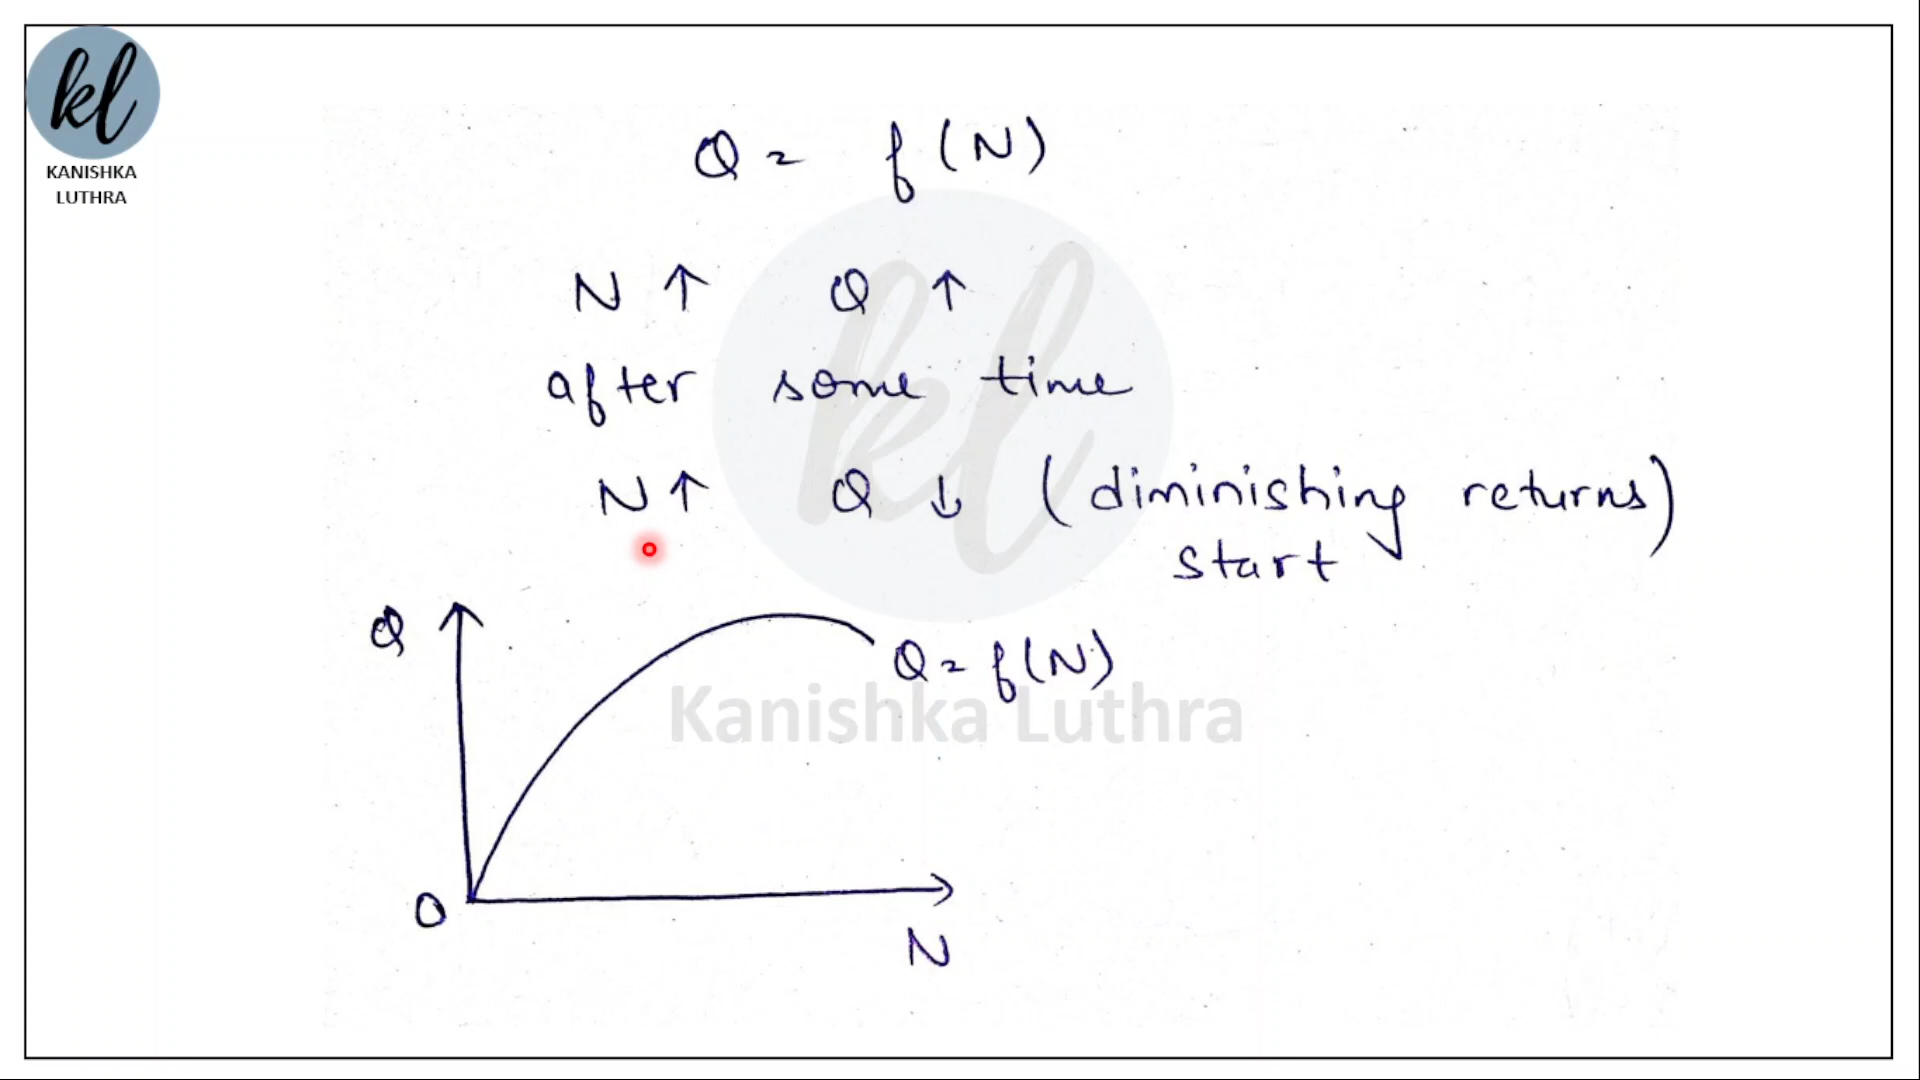 kl
KANISHKA
LUTHRA
Q = f(N)
N ↑ Q ↑
after some time
N ↑ Q ↓ (diminishing returns)
start
Q
Q = f(N)
Kanishka Luthra
O
N